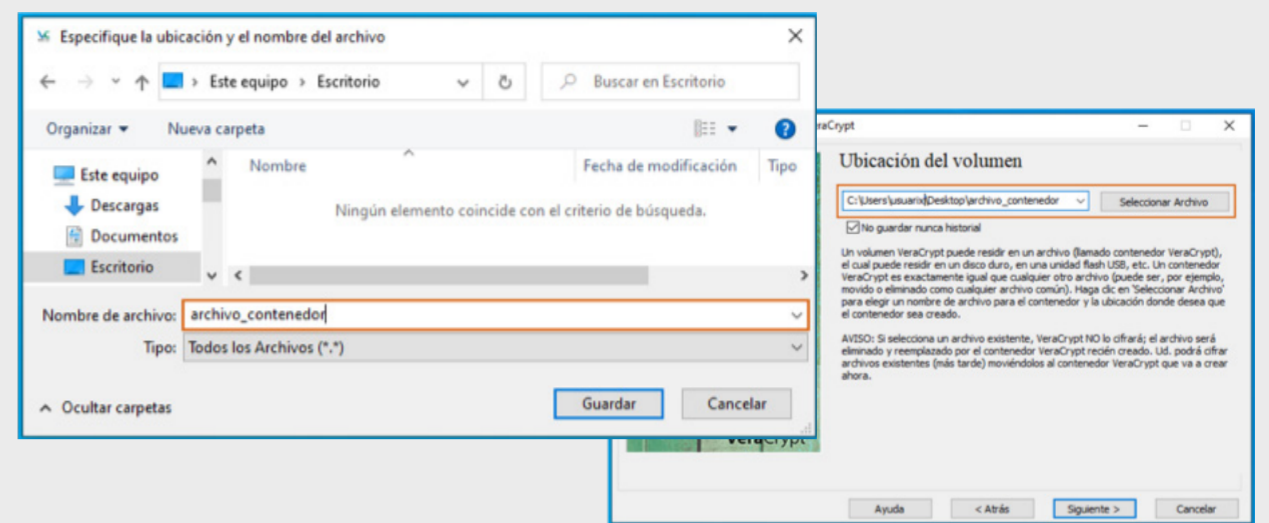 Especifique la ubicación y el nombre del archivo
Este equipo > Escritorio
Buscar en Escritorio
Organizar
Nueva carpeta
Este equipo
Descargas
Documentos
Escritorio
Nombre
Fecha de modificación
Tipo
Ningún elemento coincide con el criterio de búsqueda.
Nombre de archivo: archivo_contenedor
Tipo: Todos los Archivos (*.*)
Ocultar carpetas
Guardar
Cancelar
raCrypt
Ubicación del volumen
C:\Users\usuarix\Desktop\archivo_contenedor
Seleccionar Archivo
No guardar nunca historial
Un volumen VeraCrypt puede residir en un archivo (llamado contenedor VeraCrypt),
el cual puede residir en un disco duro, en una unidad flash USB, etc. Un contenedor
VeraCrypt es exactamente igual que cualquier otro archivo (puede ser, por ejemplo,
movido o eliminado como cualquier archivo común). Haga clic en 'Seleccionar Archivo'
para elegir un nombre de archivo para el contenedor y la ubicación donde desea que
el contenedor sea creado.
AVISO: Si selecciona un archivo existente, VeraCrypt NO lo cifrará; el archivo será
eliminado y reemplazado por el contenedor VeraCrypt recién creado. Ud. podrá cifrar
archivos existentes (más tarde) moviéndolos al contenedor VeraCrypt que va a crear
ahora.
VeraCrypt
Ayuda
< Atrás
Siguiente >
Cancelar